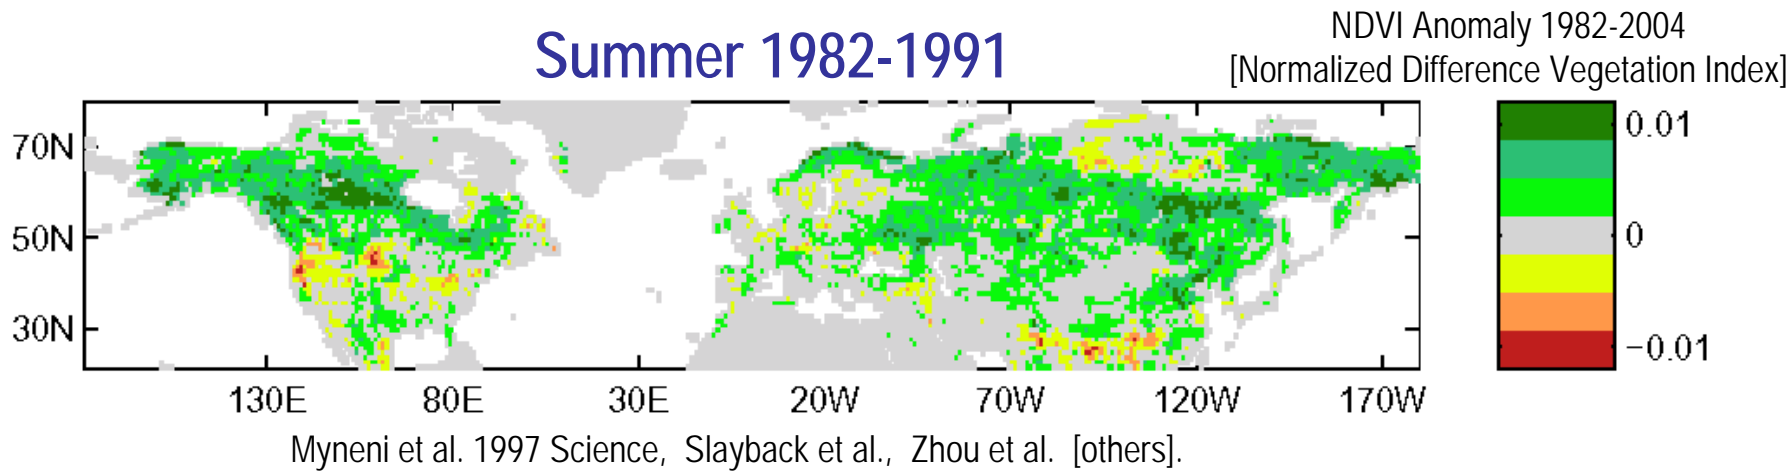 Summer 1982-1991
NDVI Anomaly 1982-2004
[Normalized Difference Vegetation Index]
70N
50N
30N
130E 80E 30E 20W 70W 120W 170W
0.01
0
−0.01
Myneni et al. 1997 Science, Slayback et al., Zhou et al. [others].